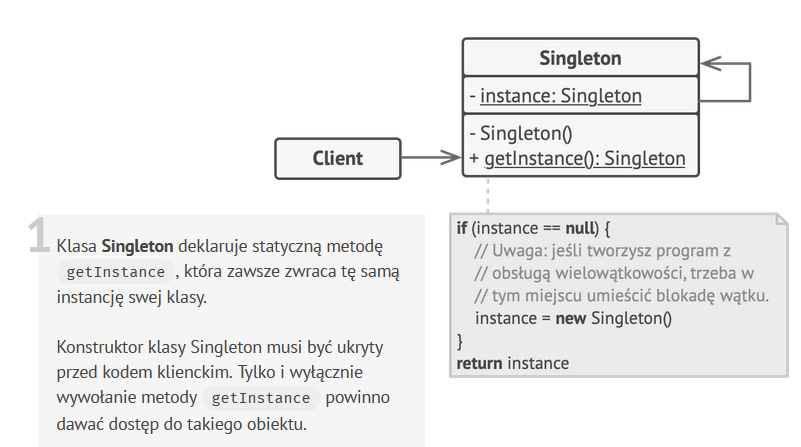 Singleton
- instance: Singleton
- Singleton()
+ getInstance(): Singleton
Client
1
Klasa Singleton deklaruje statyczną metodę
getInstance , która zawsze zwraca tę samą
instancję swej klasy.
Konstruktor klasy Singleton musi być ukryty
przed kodem klienckim. Tylko i wyłącznie
wywołanie metody getInstance powinno
dawać dostęp do takiego obiektu.
if (instance == null) {
// Uwaga: jeśli tworzysz program z
// obsługą wielowątkowości, trzeba w
// tym miejscu umieścić blokadę wątku.
instance = new Singleton()
}
return instance